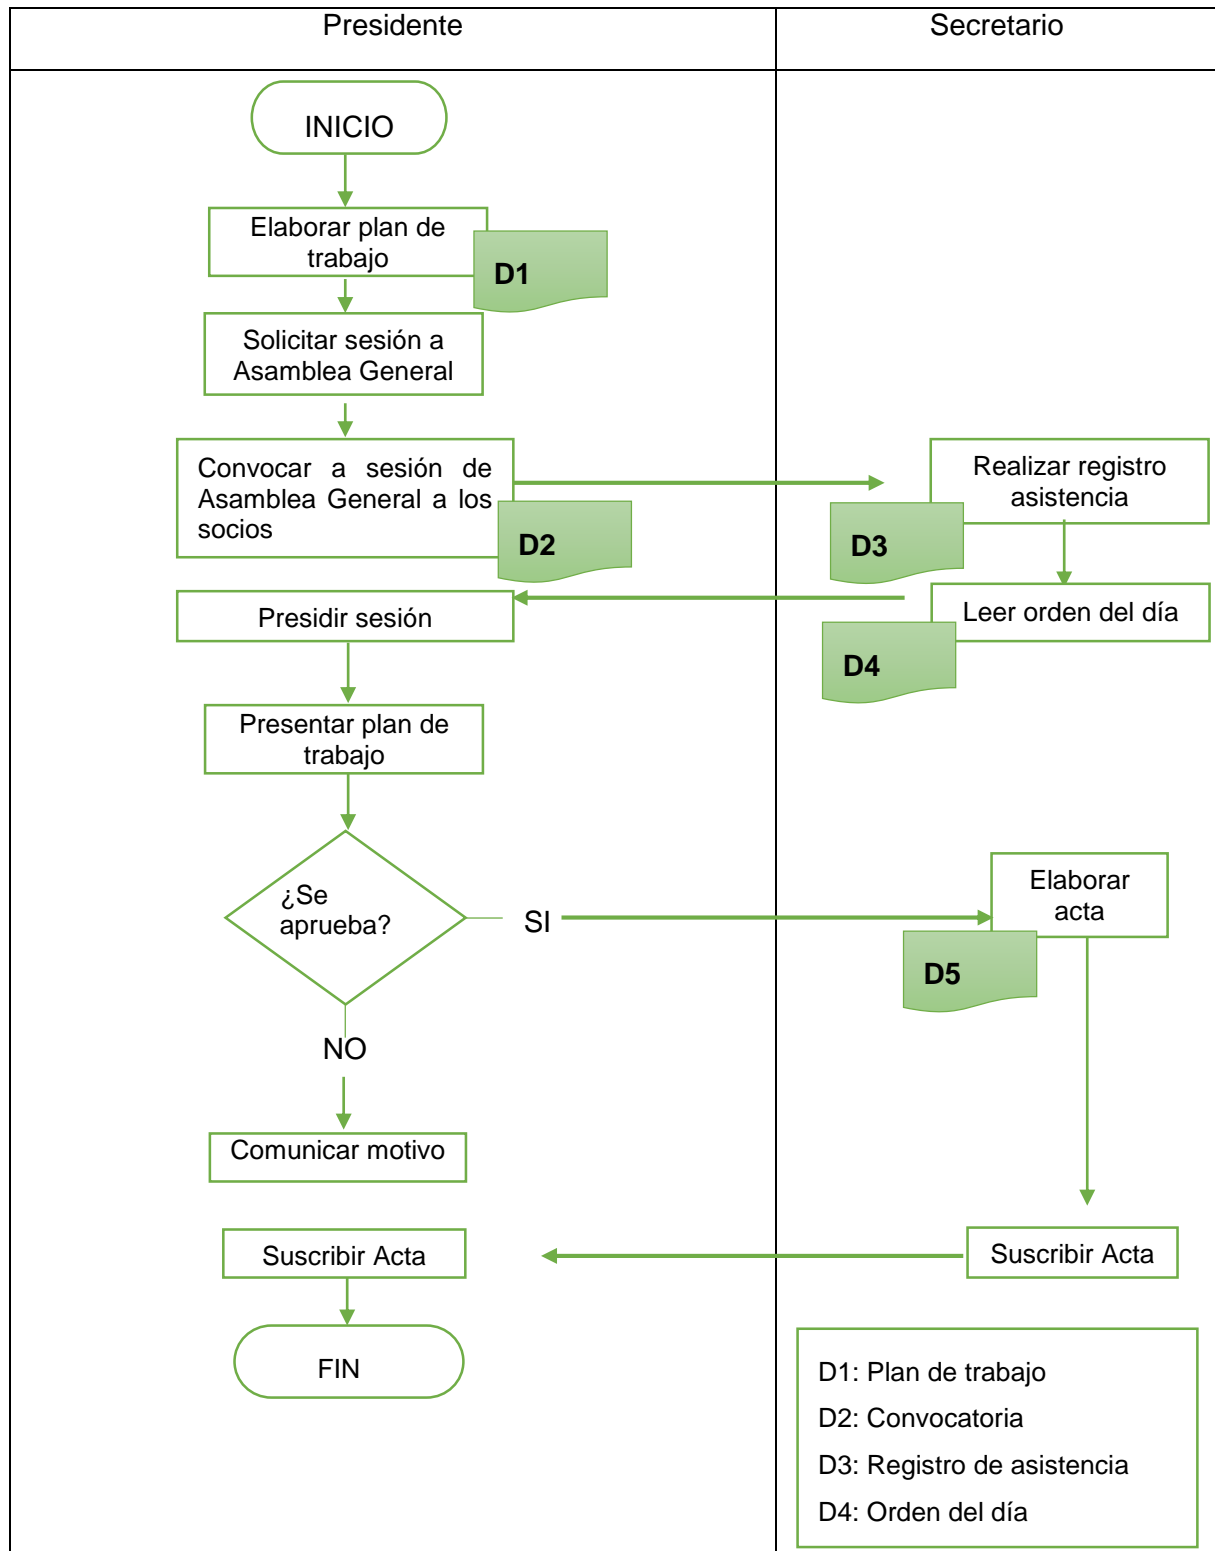 Presidente
Secretario
INICIO
Elaborar plan de
trabajo
D1
Solicitar sesión a
Asamblea General
Convocar a sesión de
Asamblea General a los
socios
D2
Realizar registro
asistencia
D3
Leer orden del día
D4
Presidir sesión
Presentar plan de
trabajo
¿Se
aprueba?
SI
Elaborar
acta
D5
NO
Comunicar motivo
Suscribir Acta
Suscribir Acta
FIN
D1: Plan de trabajo
D2: Convocatoria
D3: Registro de asistencia
D4: Orden del día